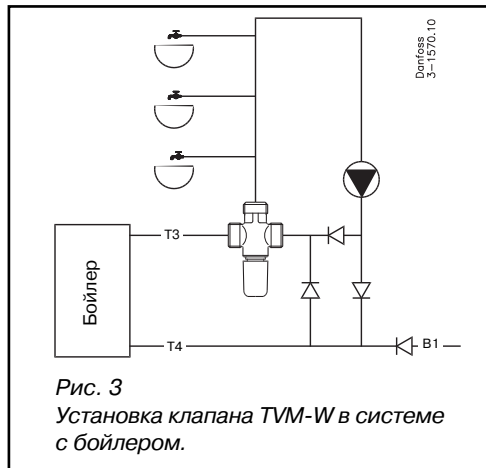 Danfoss
3-1570.10
T3
Бойлер
T4
B1
Рис. 3
Установка клапана TVM-W в системе
с бойлером.